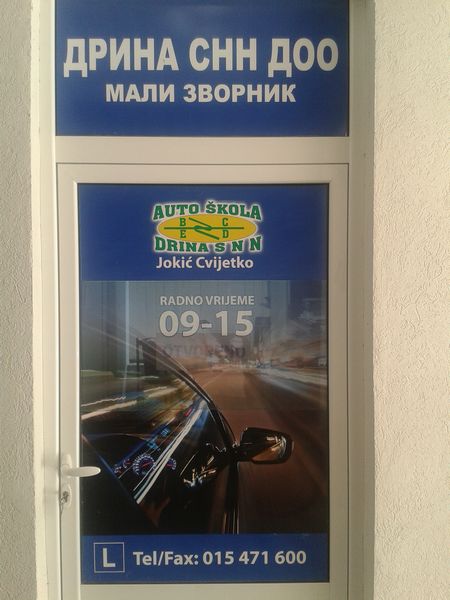 ДРИНА СНН ДОО
МАЛИ ЗВОРНИК
AUTO ŠKOLA
B C
E D
DRINA S N N
Jokić Cvijetko
RADNO VRIJEME
09-15
OTVORENO
L Tel/Fax: 015 471 600